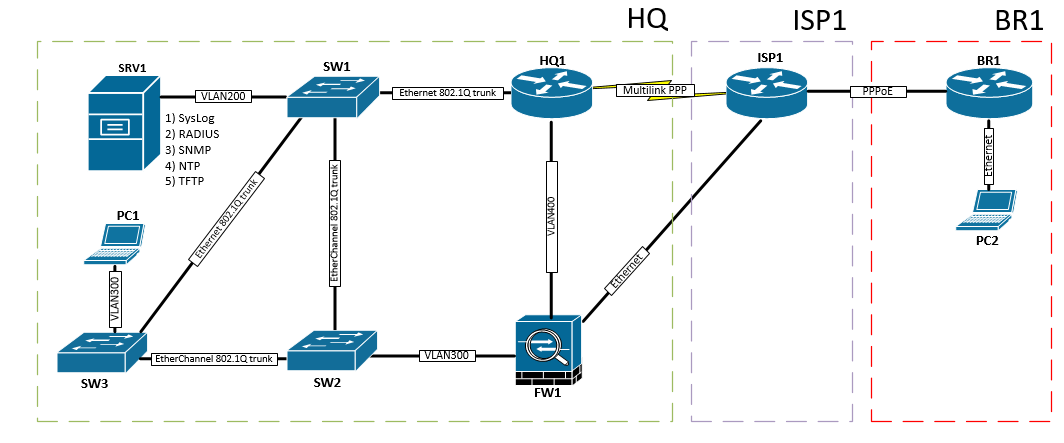 HQ
ISP1
BR1
SRV1
SW1
HQ1
ISP1
BR1
VLAN200
Ethernet 802.1Q trunk
Multilink PPP
PPPoE
1) SysLog
2) RADIUS
3) SNMP
4) NTP
5) TFTP
Ethernet
PC1
Ethernet 802.1Q trunk
EtherChannel 802.1Q trunk
VLAN400
PC2
VLAN300
Ethernet
EtherChannel 802.1Q trunk
VLAN300
SW3
SW2
FW1